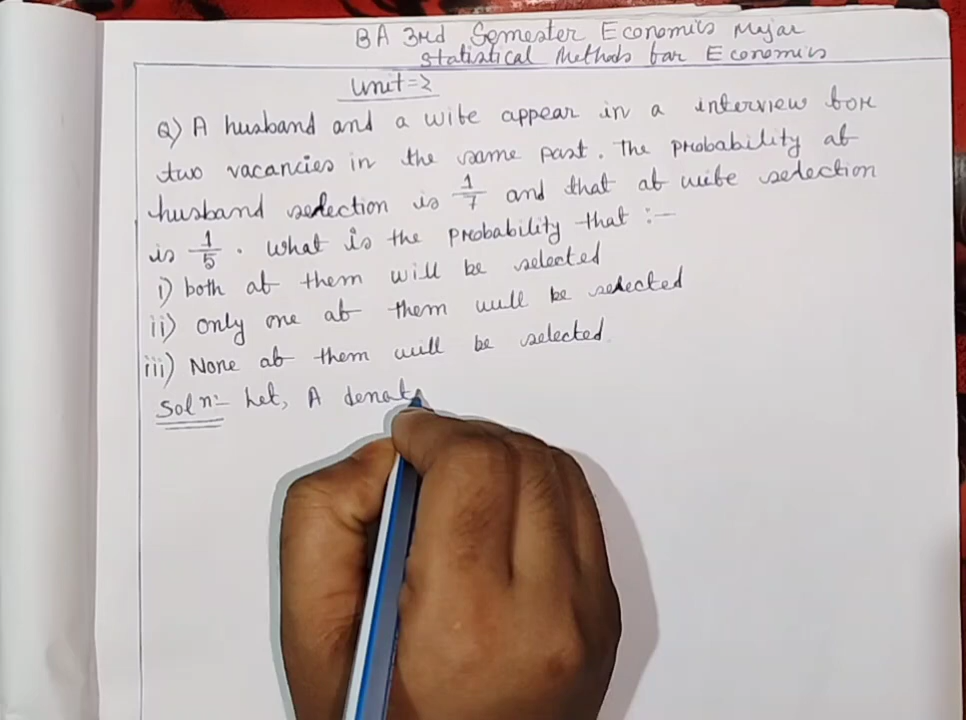 BA 3rd Semester Economics Major
Statistical Methods for Economics
Unit=2
Q) A husband and a wife appear in a interview for
two vacancies in the same post. The probability of
husband selection is 1/7 and that of wife selection
is 1/5. What is the probability that :-
i) both of them will be selected
ii) only one of them will be selected
iii) None of them will be selected.
Solⁿ:- Let, A denot